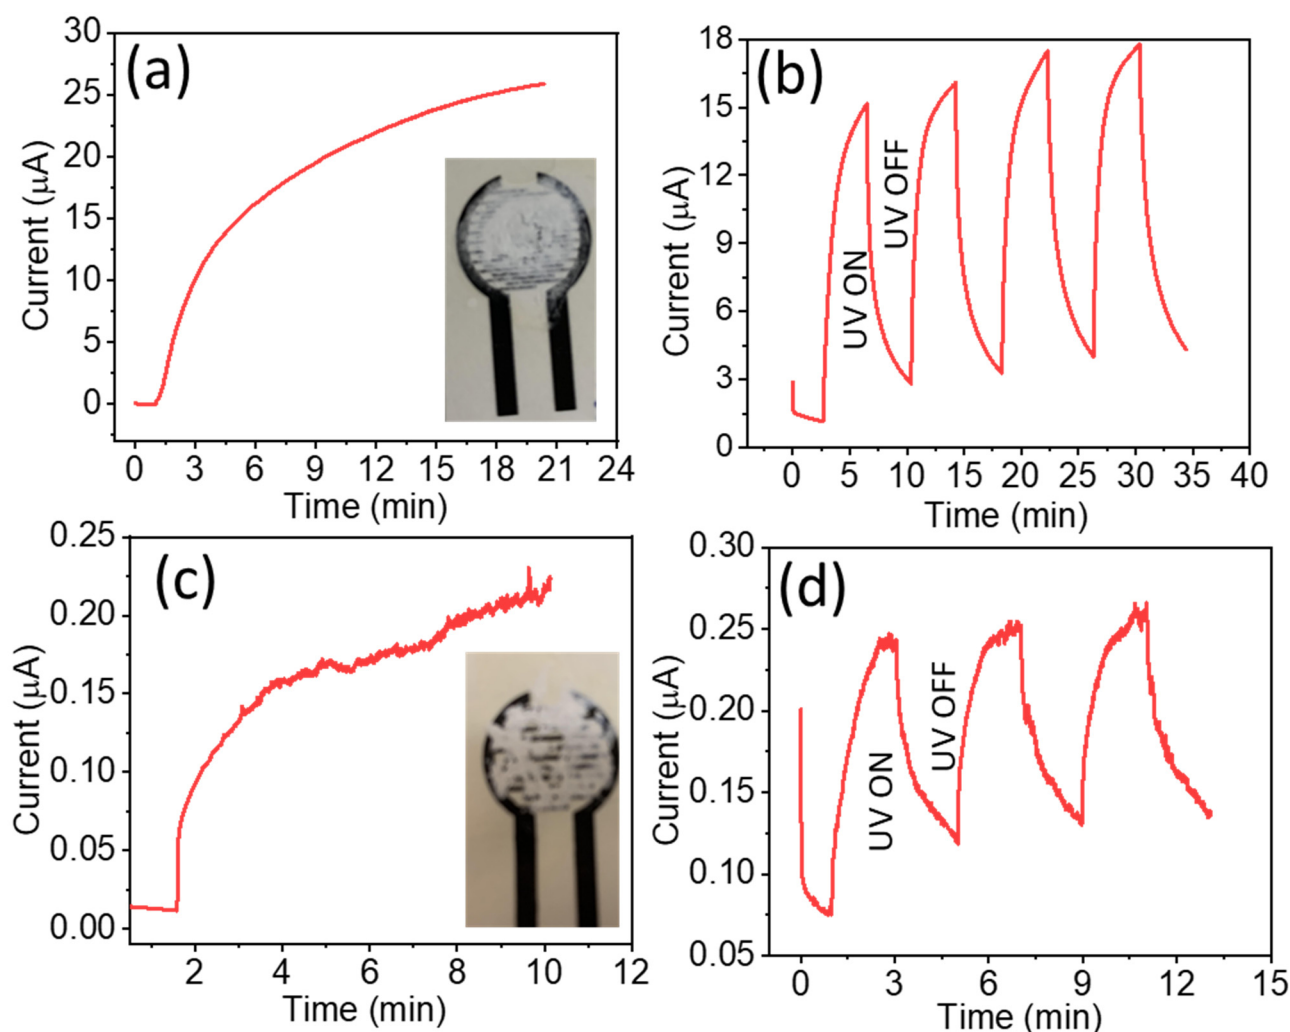 (a)
30
25
20
15
10
5
0
Current (µA)
0 3 6 9 12 15 18 21 24
Time (min)
(b)
18
15
12
9
6
3
0
Current (µA)
UV ON
UV OFF
0 5 10 15 20 25 30 35 40
Time (min)
(c)
0.25
0.20
0.15
0.10
0.05
0.00
Current (µA)
2 4 6 8 10 12
Time (min)
(d)
0.30
0.25
0.20
0.15
0.10
0.05
Current (µA)
UV ON
UV OFF
0 3 6 9 12 15
Time (min)